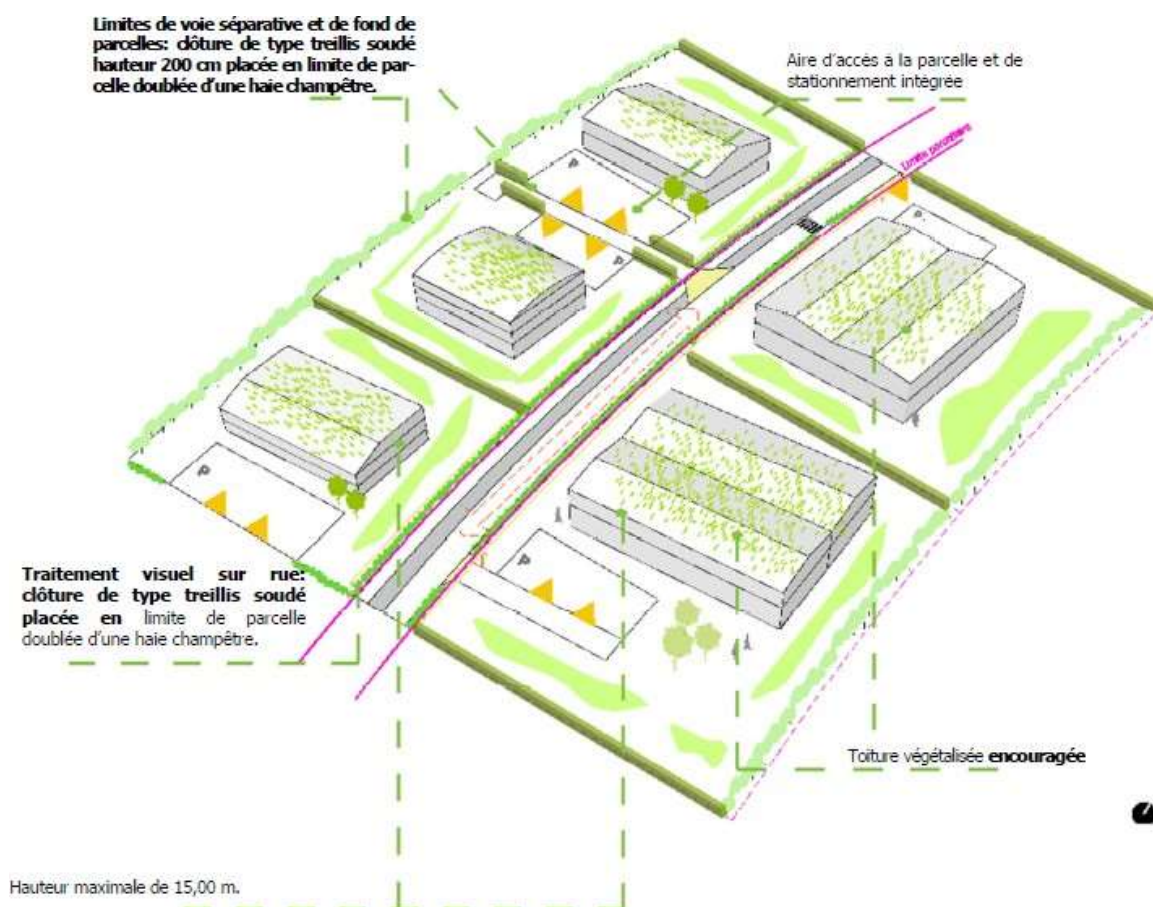 Limites de voie séparative et de fond de
parcelles: clôture de type treillis soudé
hauteur 200 cm placée en limite de par-
celle doublée d'une haie champêtre.
Aire d'accès à la parcelle et de
stationnement intégrée
Limite parcellaire
P
P
P
P
P
Traitement visuel sur rue:
clôture de type treillis soudé
placée en limite de parcelle
doublée d'une haie champêtre.
Toiture végétalisée encouragée
Hauteur maximale de 15,00 m.